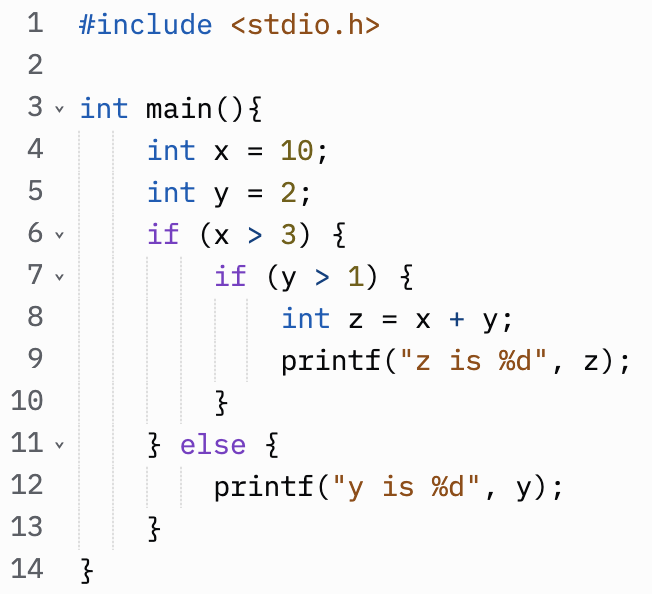 1 #include <stdio.h>
2
3 int main(){
4     int x = 10;
5     int y = 2;
6     if (x > 3) {
7         if (y > 1) {
8             int z = x + y;
9             printf("z is %d", z);
10         }
11     } else {
12         printf("y is %d", y);
13     }
14 }